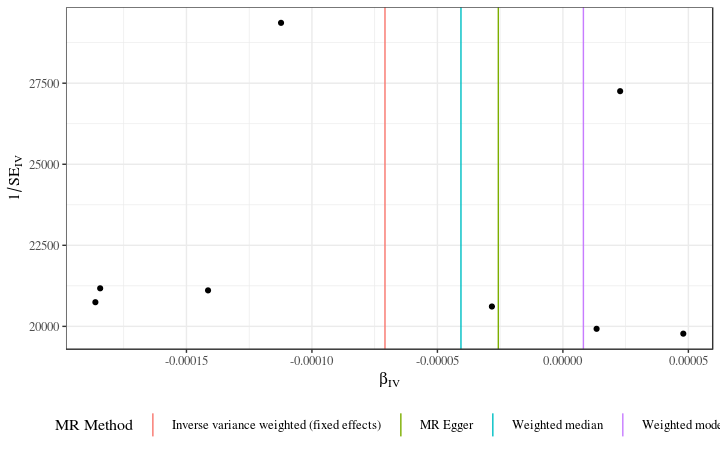 27500
25000
22500
20000
1/SE_IV
-0.00015
-0.00010
-0.00005
0.00000
0.00005
β_IV
MR Method
Inverse variance weighted (fixed effects)
MR Egger
Weighted median
Weighted mode